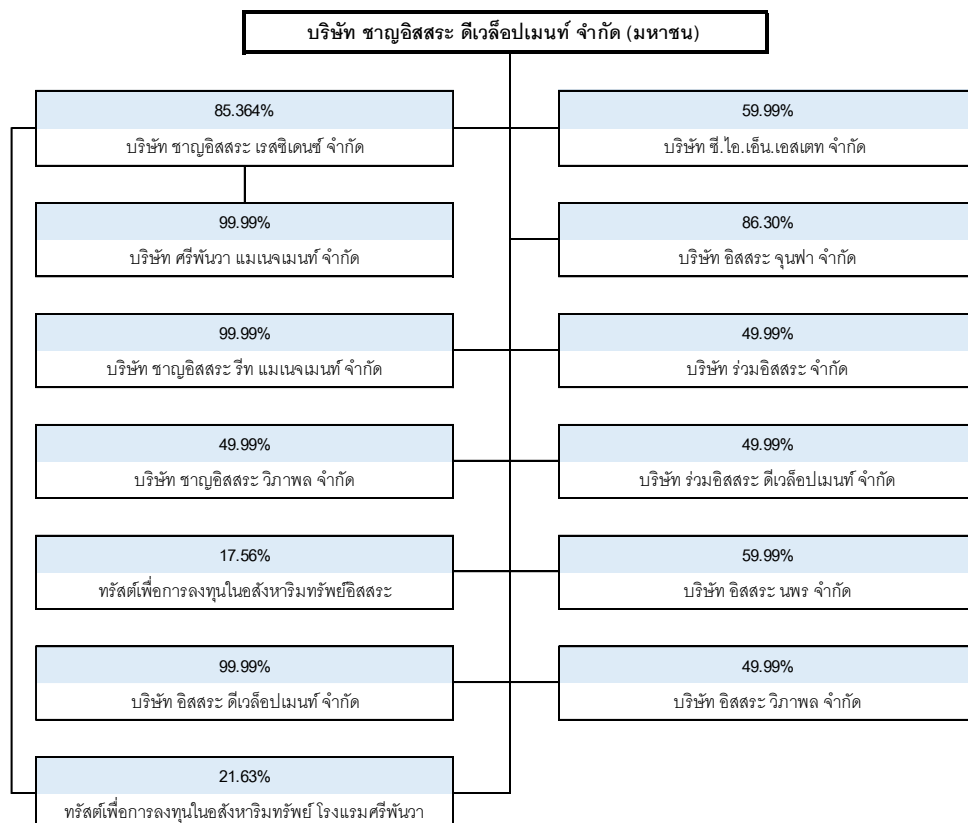 บริษัท ชาญอิสสระ ดีเวล็อปเมนท์ จำกัด (มหาชน)
85.364%
บริษัท ชาญอิสสระ เรสซิเดนซ์ จำกัด
59.99%
บริษัท ซี.ไอ.เอ็น.เอสเตท จำกัด
99.99%
บริษัท ศรีพันวา แมเนจเมนท์ จำกัด
86.30%
บริษัท อิสสระ จุนฟา จำกัด
99.99%
บริษัท ชาญอิสสระ รีท แมเนจเมนท์ จำกัด
49.99%
บริษัท ร่วมอิสสระ จำกัด
49.99%
บริษัท ชาญอิสสระ วิภาพล จำกัด
49.99%
บริษัท ร่วมอิสสระ ดีเวล็อปเมนท์ จำกัด
17.56%
ทรัสต์เพื่อการลงทุนในอสังหาริมทรัพย์อิสสระ
59.99%
บริษัท อิสสระ นพร จำกัด
99.99%
บริษัท อิสสระ ดีเวล็อปเมนท์ จำกัด
49.99%
บริษัท อิสสระ วิภาพล จำกัด
21.63%
ทรัสต์เพื่อการลงทุนในอสังหาริมทรัพย์ โรงแรมศรีพันวา